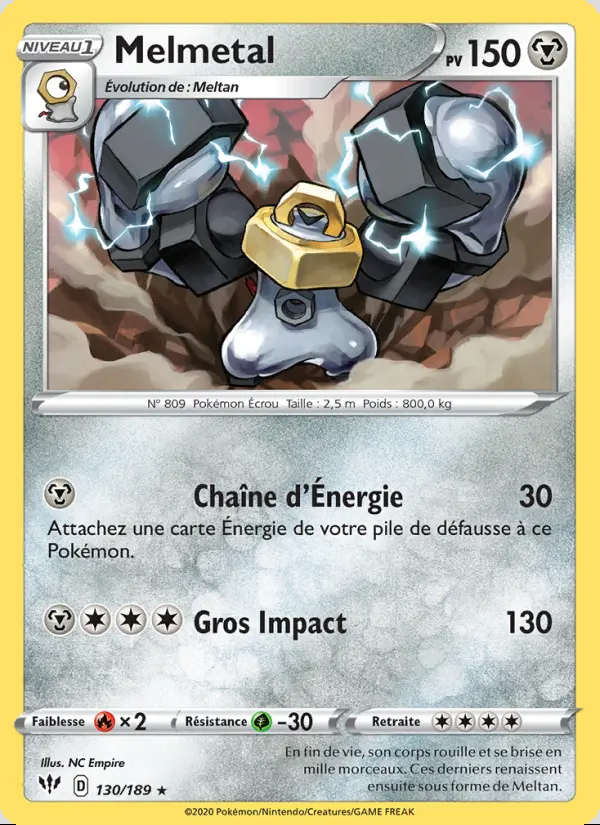 NIVEAU 1
Melmetal
PV 150
Évolution de : Meltan
N° 809 Pokémon Écrou Taille : 2,5 m Poids : 800,0 kg
Chaîne d'Énergie 30
Attachez une carte Énergie de votre pile de défausse à ce
Pokémon.
Gros Impact 130
Faiblesse ×2 Résistance -30 Retraite
Illus. NC Empire
D 130/189 ★
En fin de vie, son corps rouille et se brise en
mille morceaux. Ces derniers renaissent
ensuite sous forme de Meltan.
©2020 Pokémon/Nintendo/Creatures/GAME FREAK